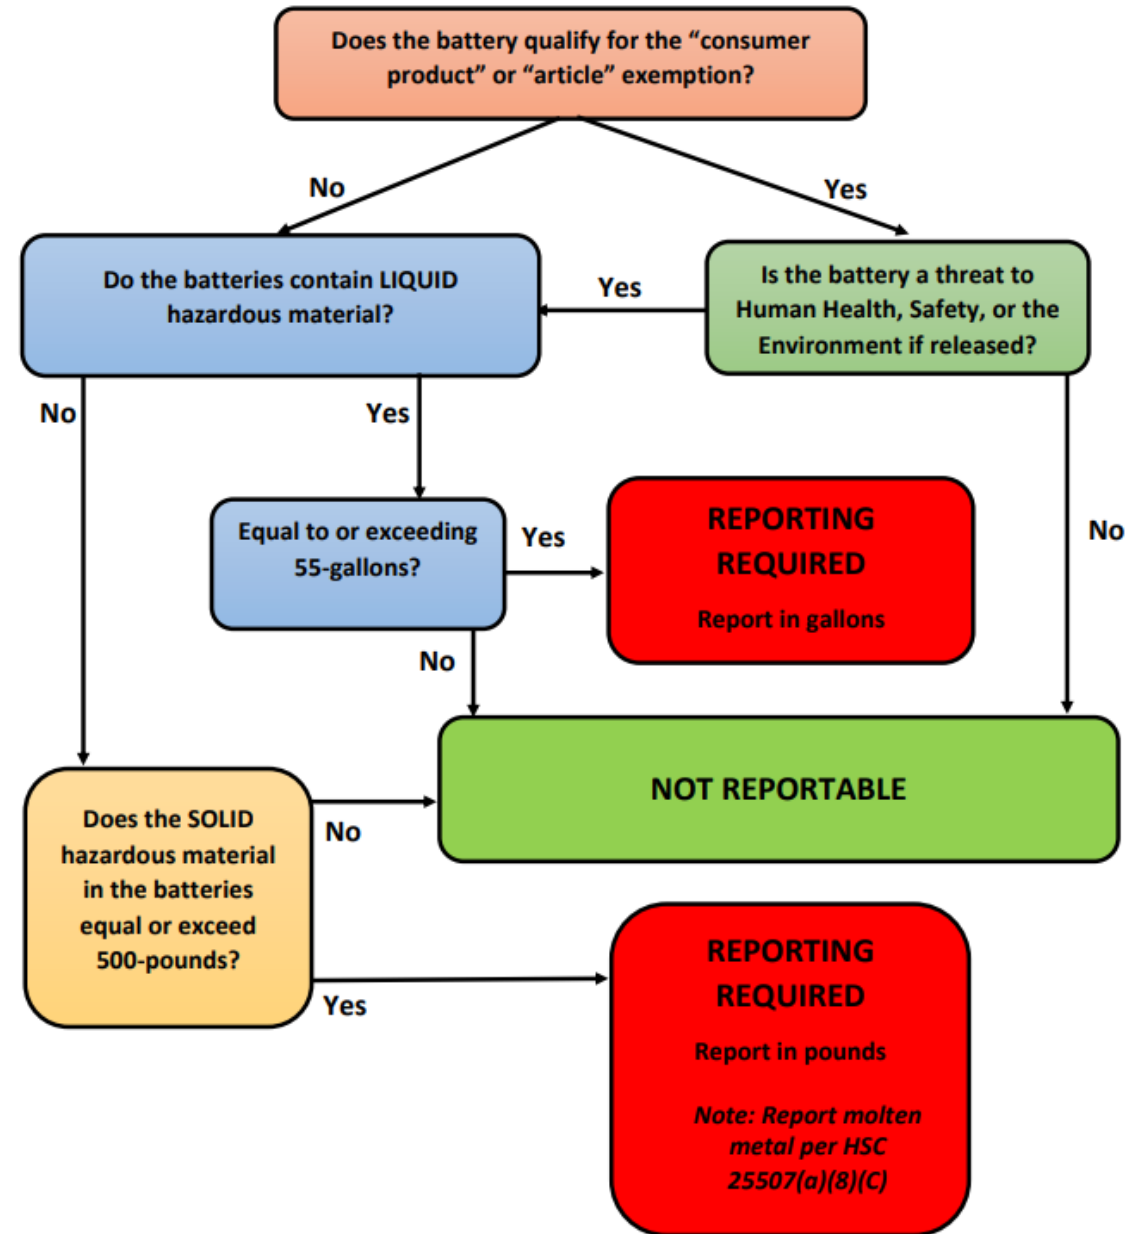 Does the battery qualify for the “consumer
product” or “article” exemption?
No
Yes
Do the batteries contain LIQUID
hazardous material?
Yes
Is the battery a threat to
Human Health, Safety, or the
Environment if released?
No
Yes
Equal to or exceeding
55-gallons?
Yes
REPORTING
REQUIRED
Report in gallons
No
No
NOT REPORTABLE
Does the SOLID
hazardous material
in the batteries
equal or exceed
500-pounds?
No
Yes
REPORTING
REQUIRED
Report in pounds
Note: Report molten
metal per HSC
25507(a)(8)(C)